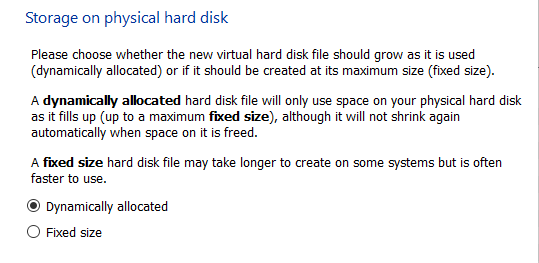 Storage on physical hard disk
Please choose whether the new virtual hard disk file should grow as it is used
(dynamically allocated) or if it should be created at its maximum size (fixed size).
A dynamically allocated hard disk file will only use space on your physical hard disk
as it fills up (up to a maximum fixed size), although it will not shrink again
automatically when space on it is freed.
A fixed size hard disk file may take longer to create on some systems but is often
faster to use.
Dynamically allocated
Fixed size